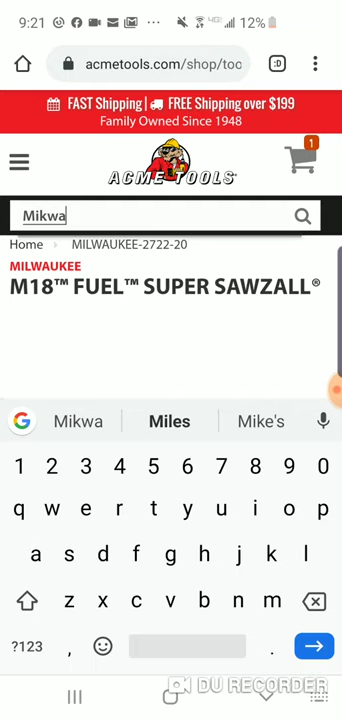 9:21 12%
acmetools.com/shop/too :D
FAST Shipping | FREE Shipping over $199
Family Owned Since 1948
1
ACME TOOLS
Mikwa
Home > MILWAUKEE-2722-20
MILWAUKEE
M18™ FUEL™ SUPER SAWZALL®
G Mikwa Miles Mike's
1 2 3 4 5 6 7 8 9 0
q w e r t y u i o p
a s d f g h j k l
z x c v b n m
?123 , .
DU RECORDER